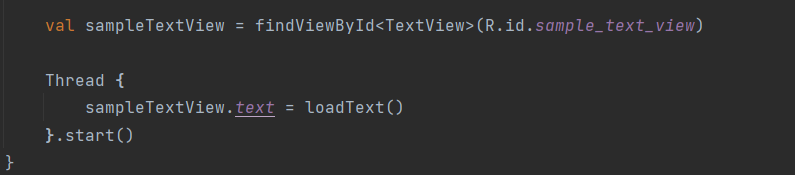 val sampleTextView = findViewById<TextView>(R.id.sample_text_view)
Thread {
sampleTextView.text = loadText()
}.start()
}